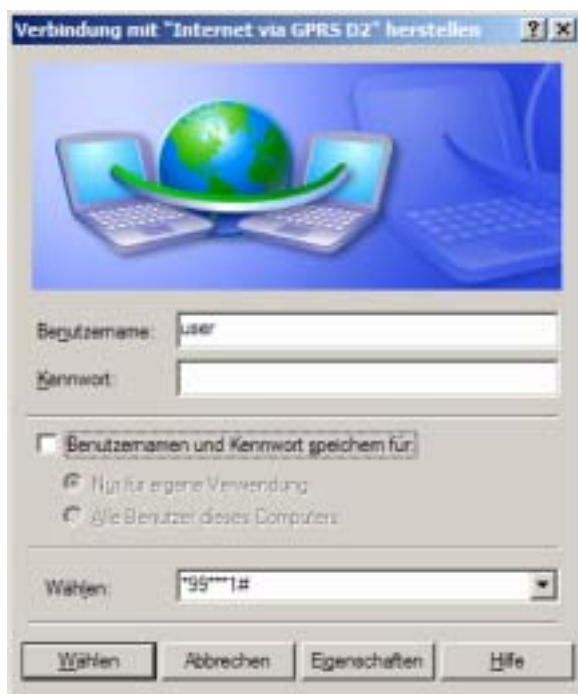 Verbindung mit "Internet via GPRS D2" herstellen
Benutzername: user
Kennwort:
Benutzernamen und Kennwort speichern für:
Nur für eigene Verwendung
Alle Benutzer dieses Computers
Wählen: *99***1#
Wählen Abbrechen Eigenschaften Hilfe